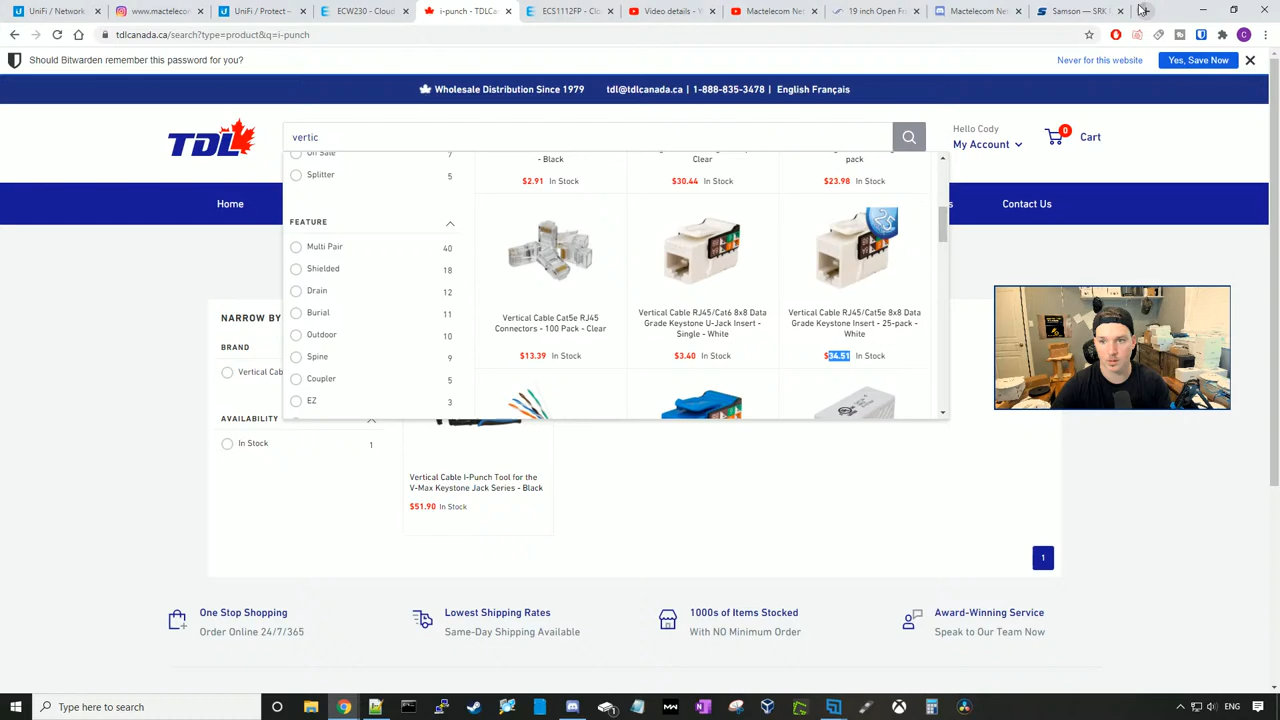 UniFi / Network
www.mactelecom
UniFi / Protect -
ECW230 - Cloud
i-punch - TDLCa
ECS1112FP - Clo
Video details - Y
Mactelecom Net
19 inch Open Fr
Mactelecom Net
Samson — SRK
tdlcanada.ca/search?type=product&q=i-punch
Should Bitwarden remember this password for you?
Never for this website
Yes, Save Now
Wholesale Distribution Since 1979 | tdl@tdlcanada.ca | 1-888-835-3478 | English Français
TDL
vertic
Hello Cody
My Account
0
Cart
Home
Contact Us
On Sale 7
Splitter 5
FEATURE
Multi Pair 40
Shielded 18
Drain 12
Burial 11
Outdoor 10
Spine 9
Coupler 5
EZ 3
- Black
$2.91 In Stock
Clear
$30.44 In Stock
pack
$23.98 In Stock
25
Vertical Cable Cat5e RJ45
Connectors - 100 Pack - Clear
$13.39 In Stock
Vertical Cable RJ45/Cat6 8x8 Data
Grade Keystone U-Jack Insert -
Single - White
$3.40 In Stock
Vertical Cable RJ45/Cat5e 8x8 Data
Grade Keystone Insert - 25-pack -
White
$34.51 In Stock
NARROW BY
BRAND
Vertical Cab
AVAILABILITY
In Stock 1
Vertical Cable I-Punch Tool for the
V-Max Keystone Jack Series - Black
$51.90 In Stock
1
One Stop Shopping
Order Online 24/7/365
Lowest Shipping Rates
Same-Day Shipping Available
1000s of Items Stocked
With NO Minimum Order
Award-Winning Service
Speak to Our Team Now
Type here to search
ENG